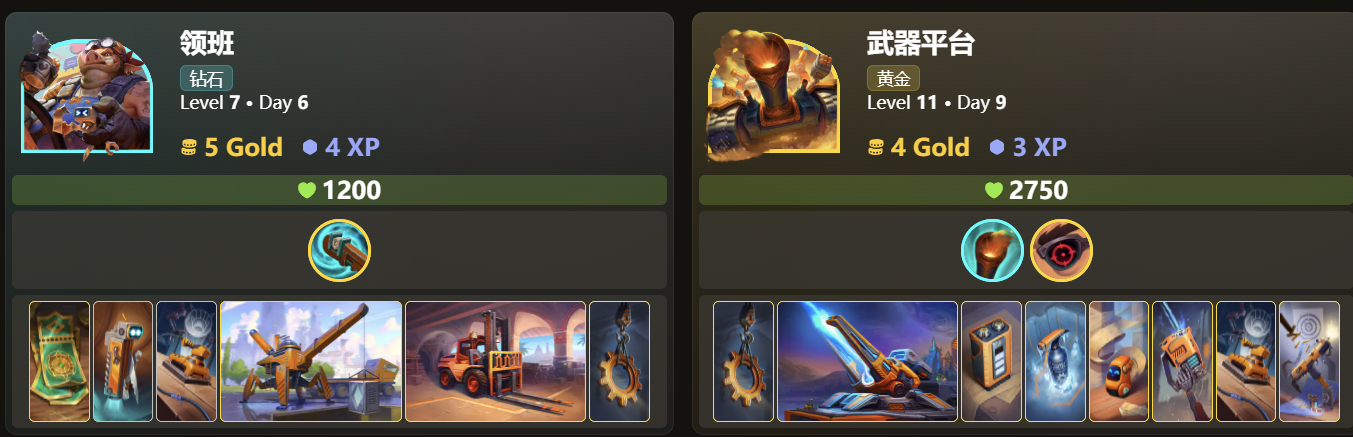 领班
钻石
Level 7 • Day 6
5 Gold 4 XP
1200
武器平台
黄金
Level 11 • Day 9
4 Gold 3 XP
2750